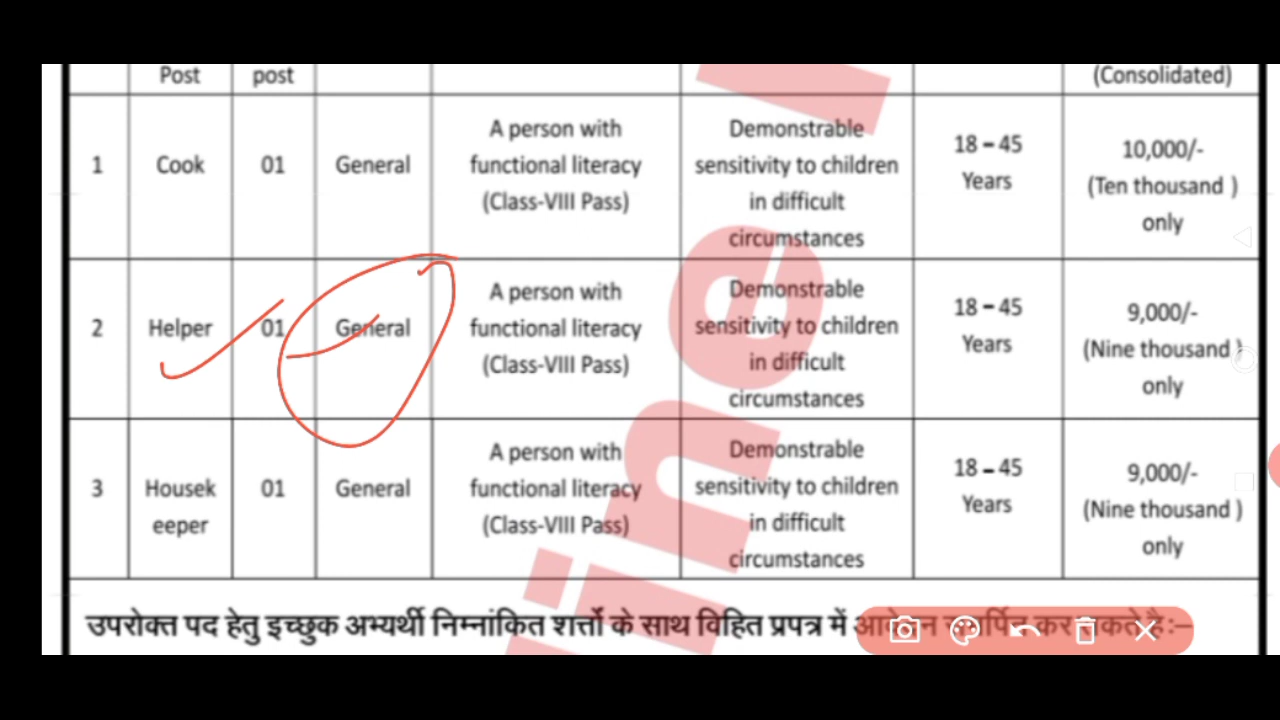 Post post (Consolidated)
1 Cook 01 General A person with functional literacy (Class-VIII Pass) Demonstrable sensitivity to children in difficult circumstances 18 – 45 Years 10,000/- (Ten thousand ) only
2 Helper 01 General A person with functional literacy (Class-VIII Pass) Demonstrable sensitivity to children in difficult circumstances 18 – 45 Years 9,000/- (Nine thousand ) only
3 Housek eeper 01 General A person with functional literacy (Class-VIII Pass) Demonstrable sensitivity to children in difficult circumstances 18 – 45 Years 9,000/- (Nine thousand ) only
उपरोक्त पद हेतु इच्छुक अभ्यर्थी निम्नांकित शर्त्तो के साथ विहित प्रपत्र में कर सकते है:–
ine